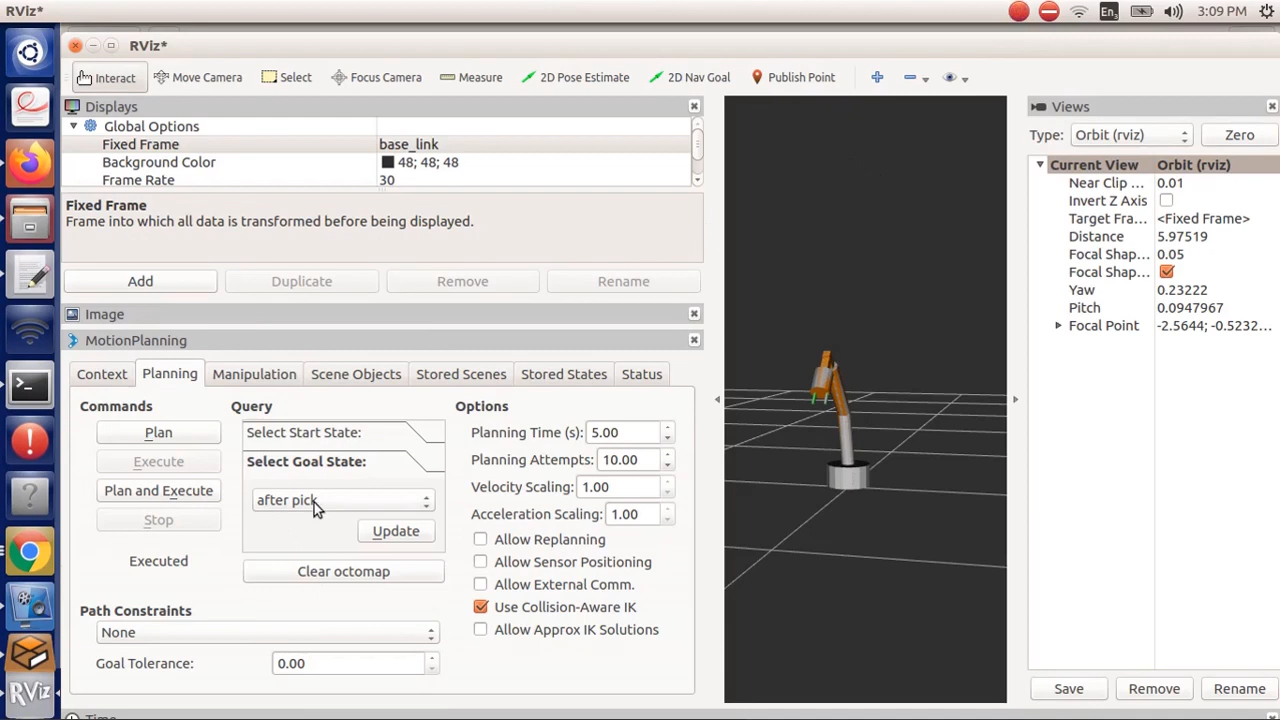 RViz*
En₃
3:09 PM
RViz*
Interact
Move Camera
Select
Focus Camera
Measure
2D Pose Estimate
2D Nav Goal
Publish Point
Displays
Global Options
Fixed Frame base_link
Background Color 48; 48; 48
Frame Rate 30
Fixed Frame
Frame into which all data is transformed before being displayed.
Add Duplicate Remove Rename
Image
MotionPlanning
Context Planning Manipulation Scene Objects Stored Scenes Stored States Status
Commands
Plan
Execute
Plan and Execute
Stop
Executed
Query
Select Start State:
Select Goal State:
after pick
Update
Clear octomap
Options
Planning Time (s): 5.00
Planning Attempts: 10.00
Velocity Scaling: 1.00
Acceleration Scaling: 1.00
Allow Replanning
Allow Sensor Positioning
Allow External Comm.
Use Collision-Aware IK
Allow Approx IK Solutions
Path Constraints
None
Goal Tolerance: 0.00
Time
Views
Type: Orbit (rviz) Zero
Current View Orbit (rviz)
Near Clip ... 0.01
Invert Z Axis
Target Fra... <Fixed Frame>
Distance 5.97519
Focal Shap... 0.05
Focal Shap...
Yaw 0.23222
Pitch 0.0947967
Focal Point -2.5644; -0.5232...
Save Remove Rename
RViz